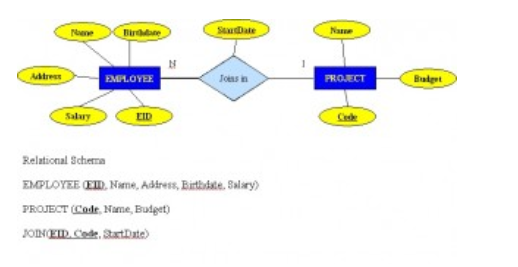 Name Birthdate StartDate Name
N 1
Address EMPLOYEE Joins in PROJECT Budget
Salary EID Code
Relational Schema
EMPLOYEE (EID, Name, Address, Birthdate, Salary)
PROJECT (Code, Name, Budget)
JOIN(EID, Code, StartDate)